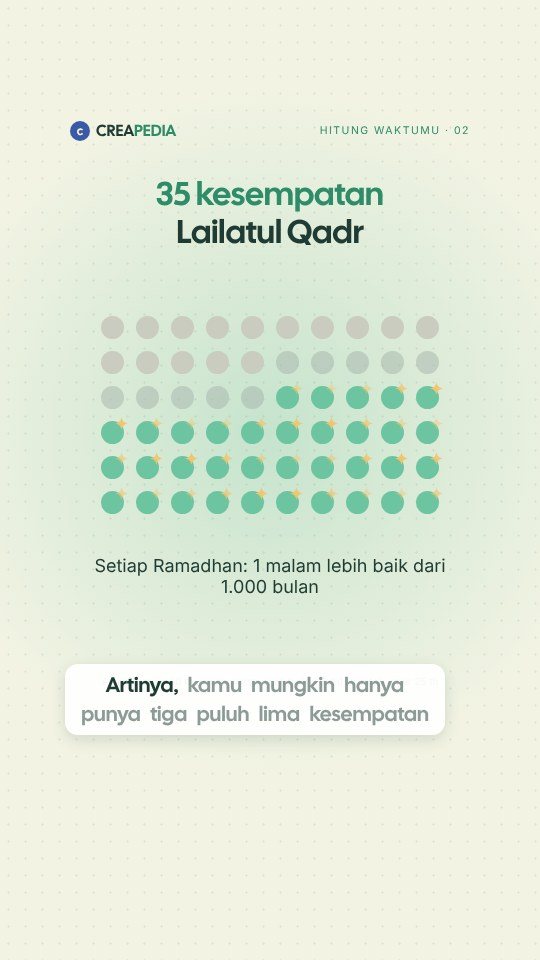 C CREAPEDIA
HITUNG WAKTUMU · 02
35 kesempatan
Lailatul Qadr
Setiap Ramadhan: 1 malam lebih baik dari
1.000 bulan
Artinya, kamu mungkin hanya
punya tiga puluh lima kesempatan